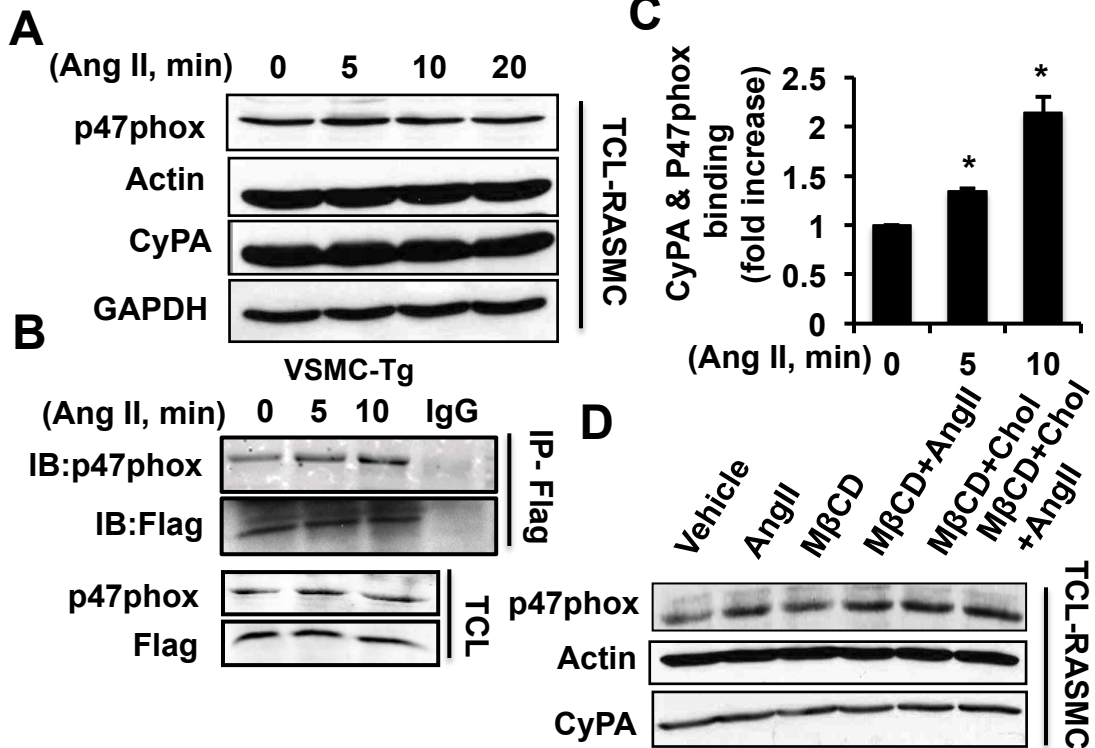 A
(Ang II, min) 0 5 10 20
p47phox
Actin
CyPA
GAPDH
TCL-RASMC
B
VSMC-Tg
(Ang II, min) 0 5 10 IgG
IB:p47phox
IB:Flag
IP- Flag
p47phox
Flag
TCL
C
CyPA & P47phox
binding
(fold increase)
2.5
2
1.5
1
0.5
0
*
*
(Ang II, min) 0 5 10
D
Vehicle
AngII
MβCD
MβCD+AngII
MβCD+Chol
MβCD+Chol
+AngII
p47phox
Actin
CyPA
TCL-RASMC